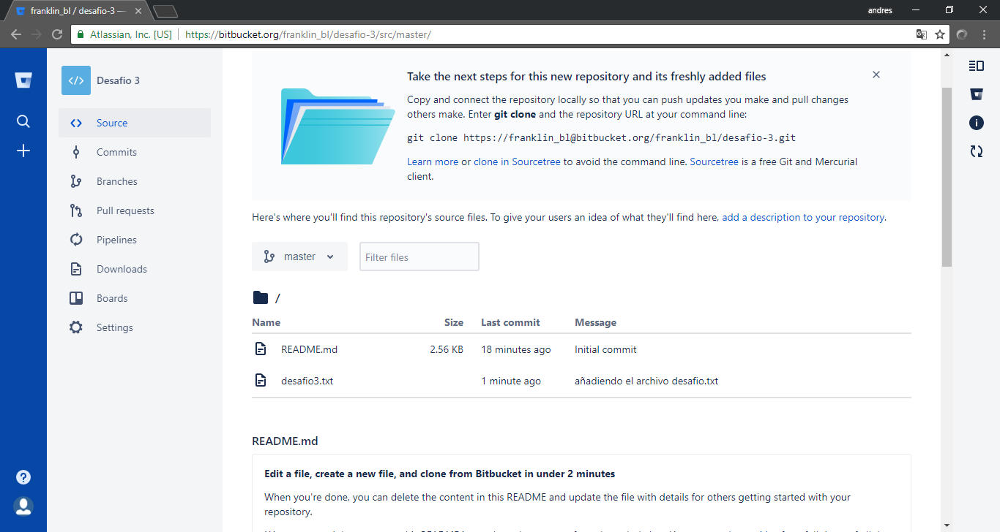 franklin_bl / desafio-3 —
andres
Atlassian, Inc. [US]
https://bitbucket.org/franklin_bl/desafio-3/src/master/
Desafio 3
Source
Commits
Branches
Pull requests
Pipelines
Downloads
Boards
Settings
Take the next steps for this new repository and its freshly added files
Copy and connect the repository locally so that you can push updates you make and pull changes
others make. Enter git clone and the repository URL at your command line:
git clone https://franklin_bl@bitbucket.org/franklin_bl/desafio-3.git
Learn more or clone in Sourcetree to avoid the command line. Sourcetree is a free Git and Mercurial
client.
Here's where you'll find this repository's source files. To give your users an idea of what they'll find here, add a description to your repository.
master
Filter files
/
Name Size Last commit Message
README.md 2.56 KB 18 minutes ago Initial commit
desafio3.txt 1 minute ago añadiendo el archivo desafio.txt
README.md
Edit a file, create a new file, and clone from Bitbucket in under 2 minutes
When you're done, you can delete the content in this README and update the file with details for others getting started with your
repository.